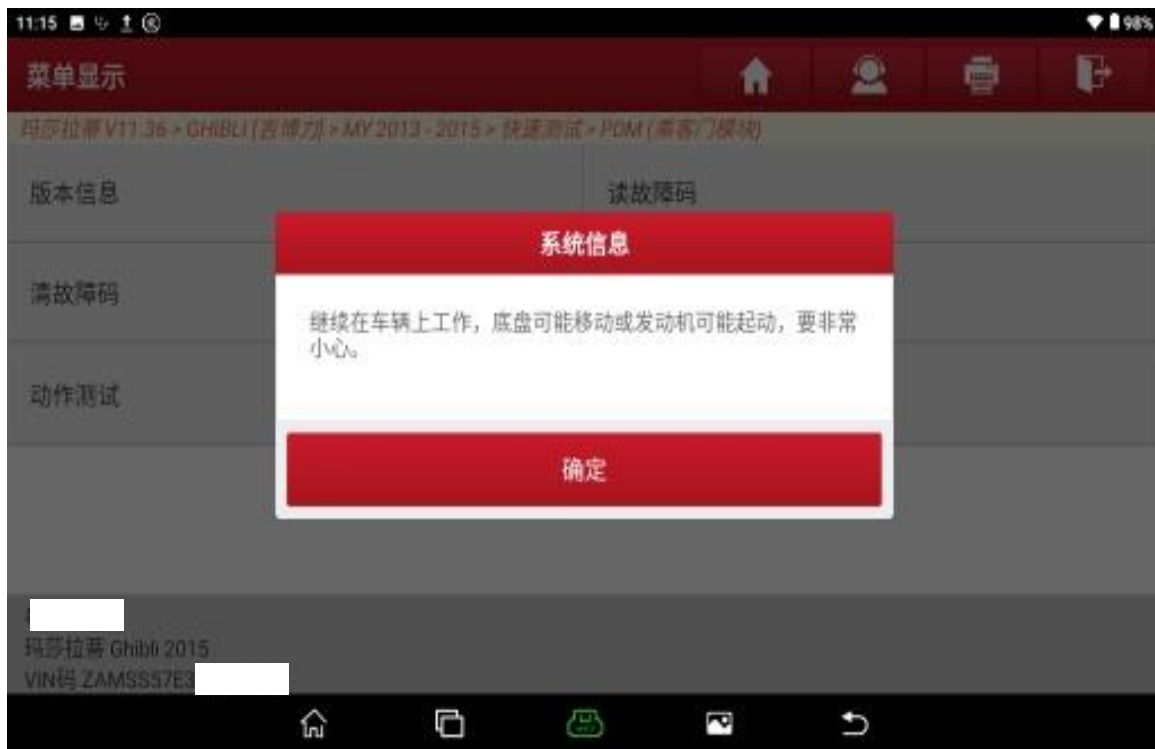 11:15
98%
菜单显示
玛莎拉蒂 V11.36 > GHIBLI (吉博力) > MY 2013 - 2015 > 快速测试 > PDM (乘客门模块)
版本信息
读故障码
系统信息
清故障码
继续在车辆上工作，底盘可能移动或发动机可能起动，要非常
小心。
动作测试
确定
玛莎拉蒂 Ghibli 2015
VIN码 ZAMSS57E3